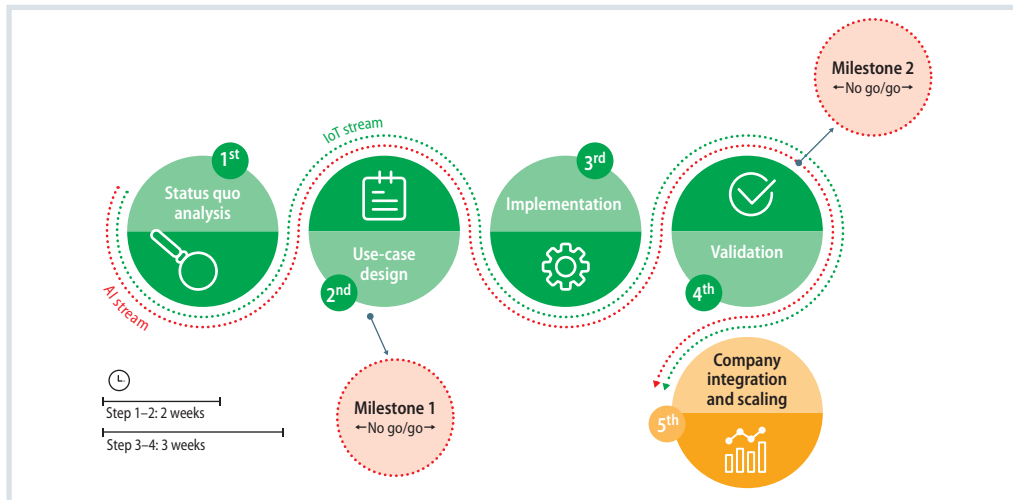 Milestone 2
←No go/go→
IoT stream
1st
Status quo
analysis
3rd
Implementation
Use-case
design
2nd
Validation
4th
AI stream
Company
integration
and scaling
5th
Milestone 1
←No go/go→
Step 1–2: 2 weeks
Step 3–4: 3 weeks